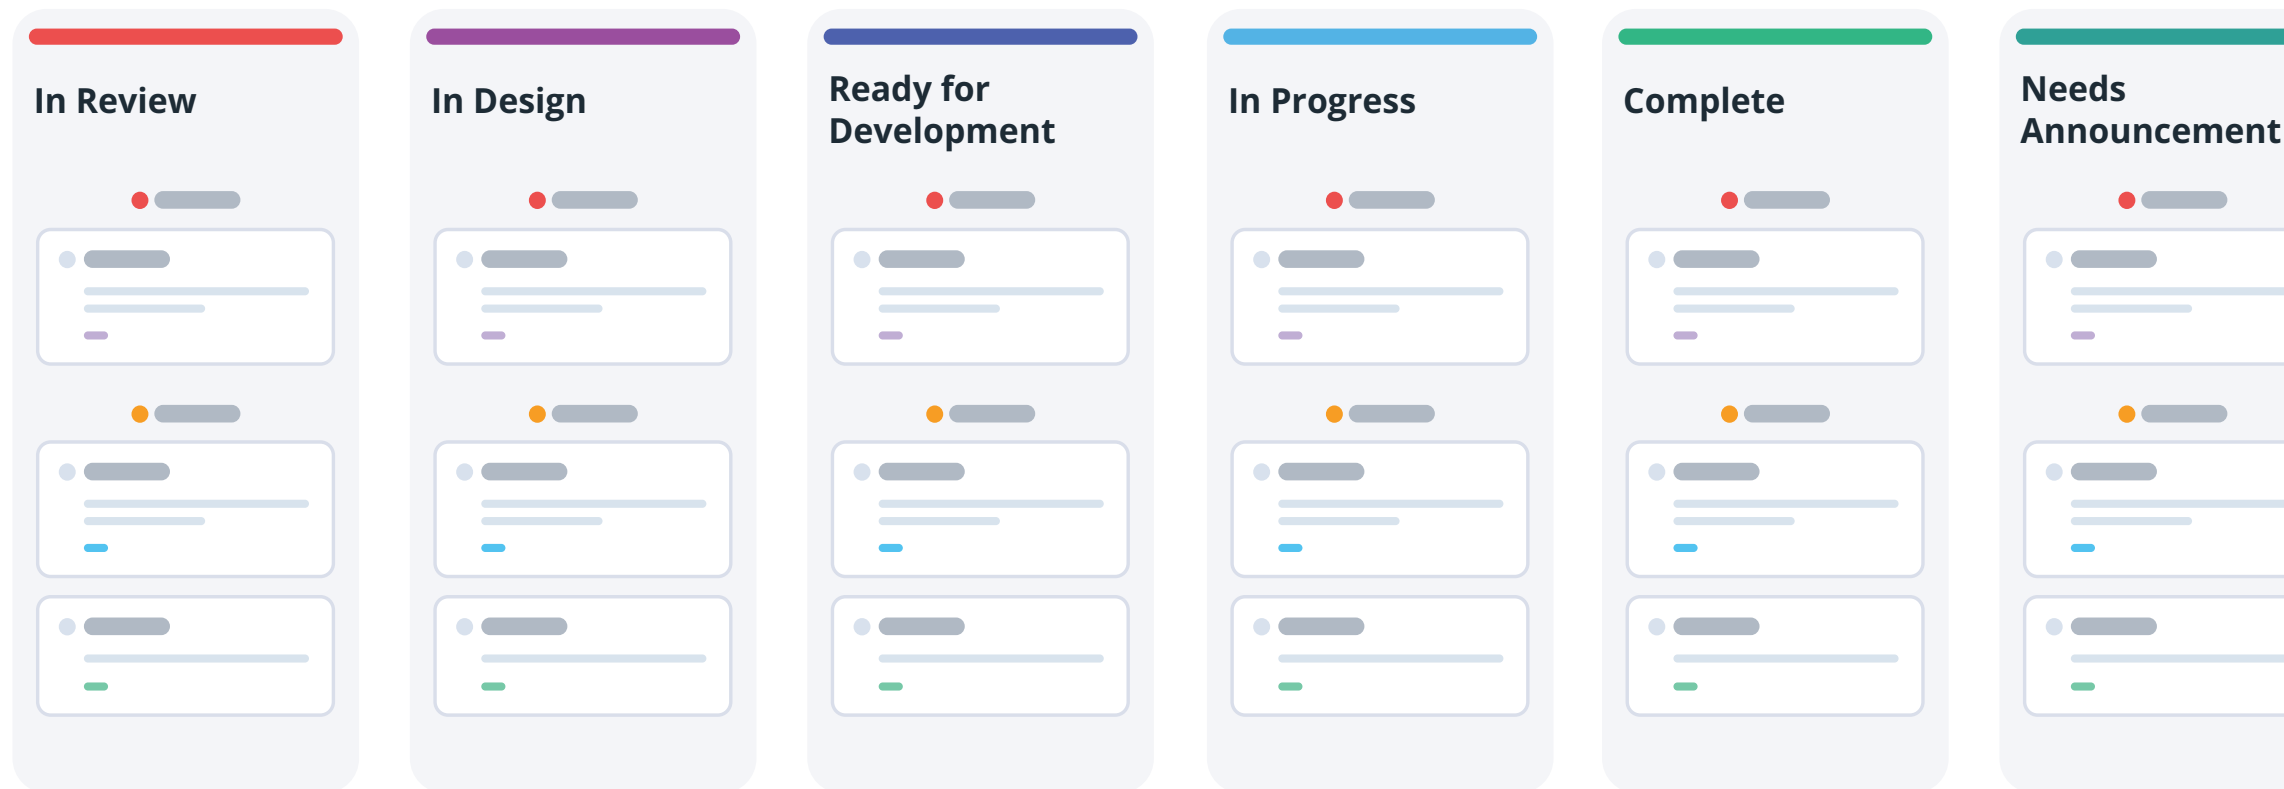 In Review
In Design
Ready for
Development
In Progress
Complete
Needs
Announcement